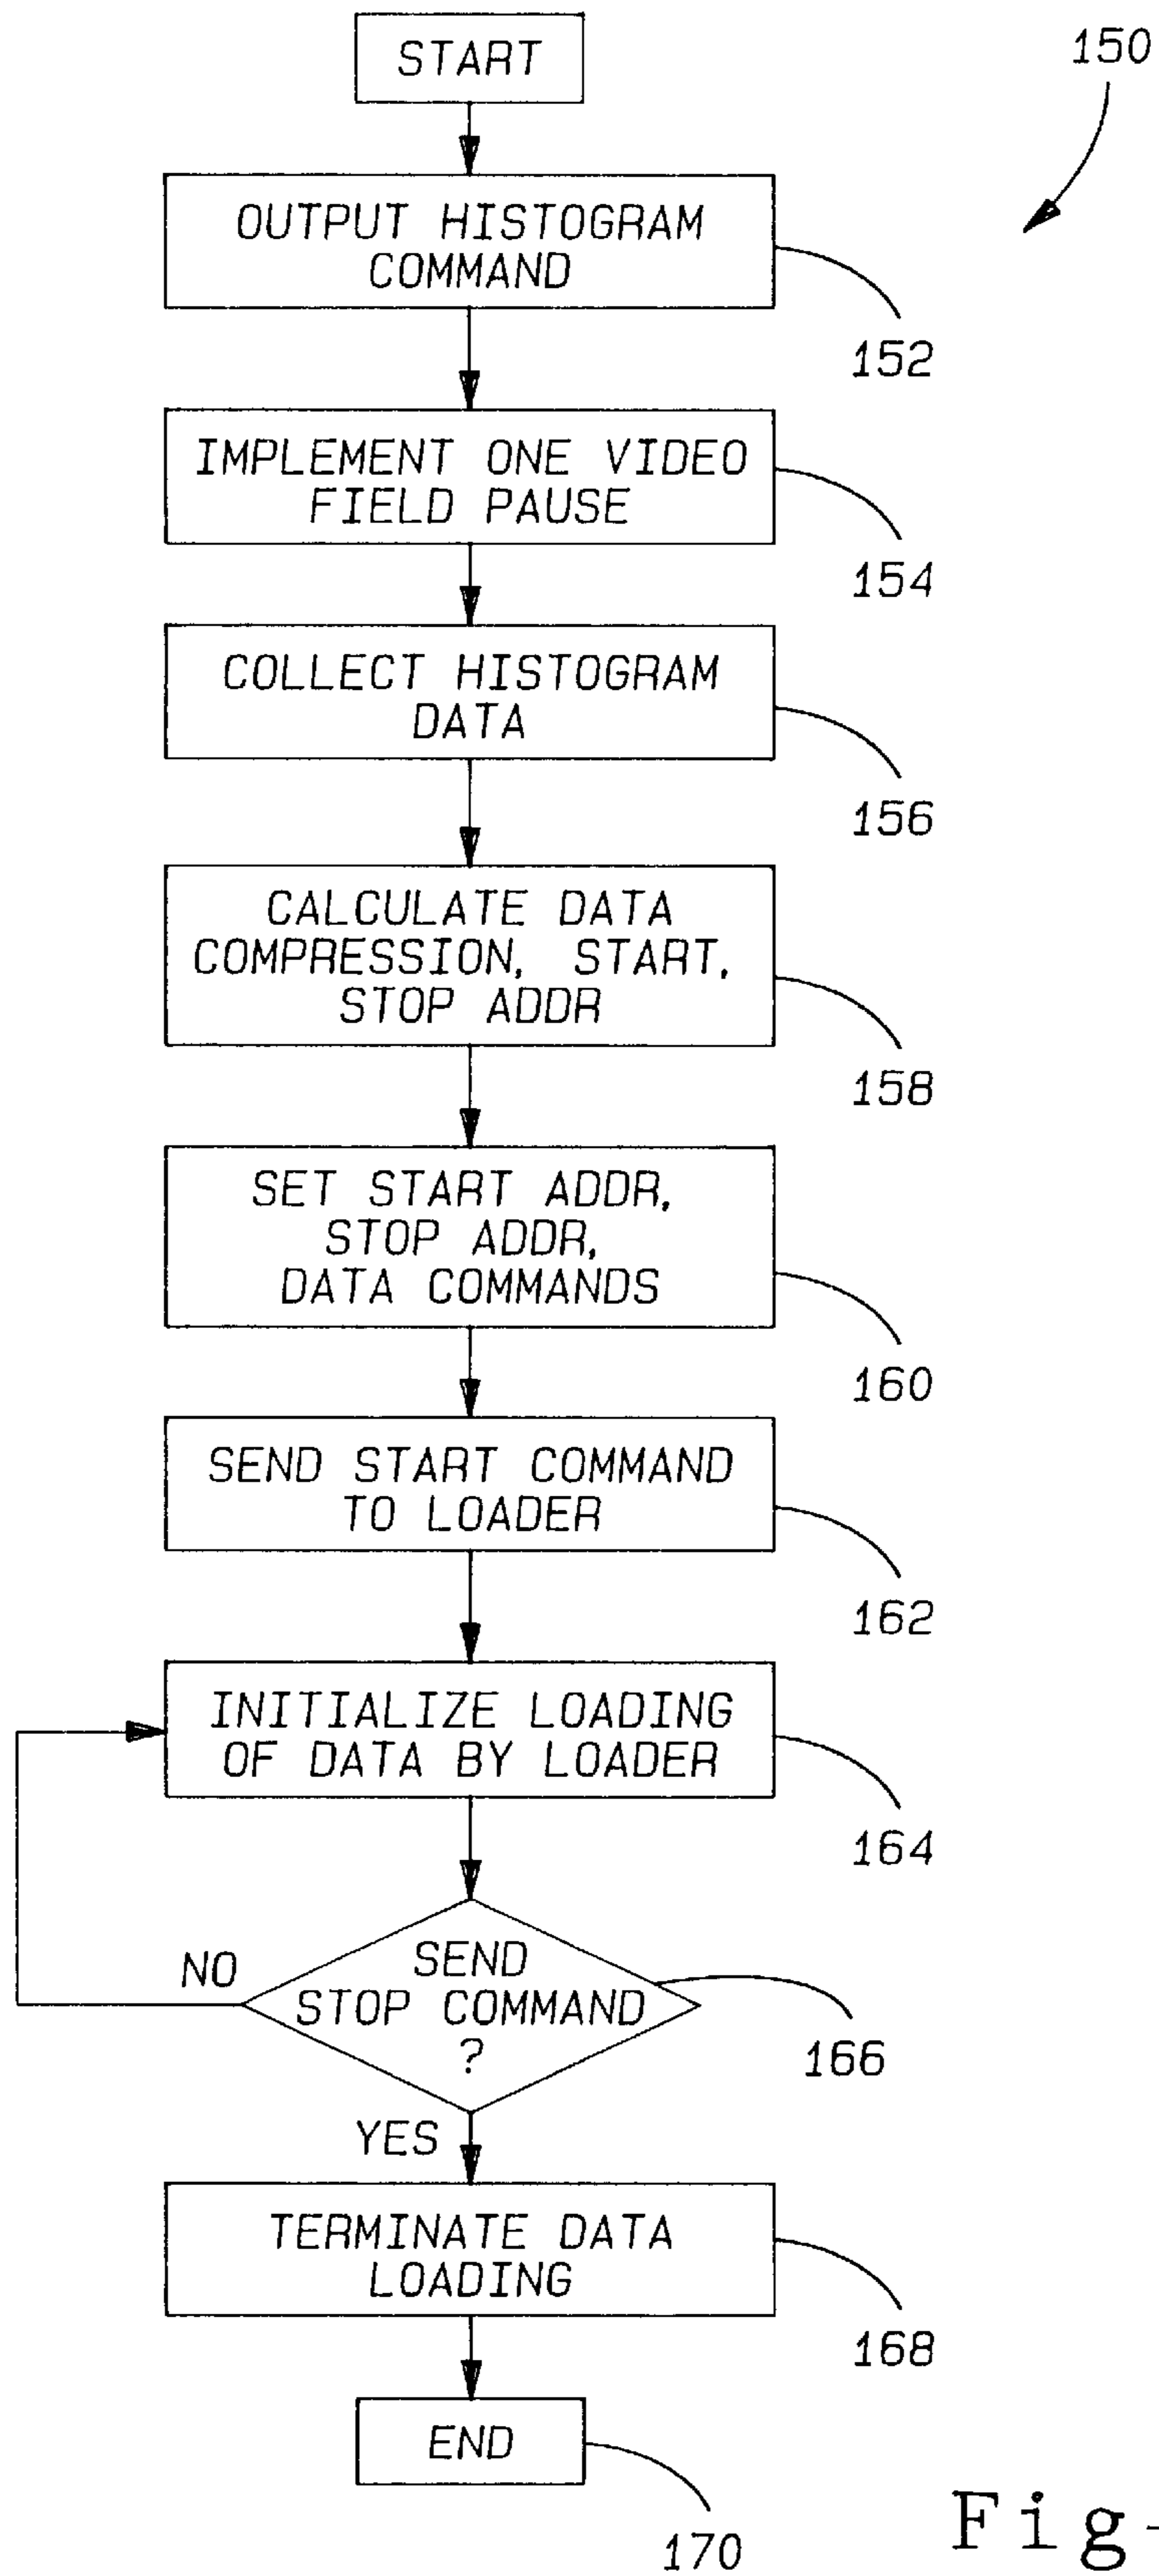 START
150
OUTPUT HISTOGRAM
COMMAND
152
IMPLEMENT ONE VIDEO
FIELD PAUSE
154
COLLECT HISTOGRAM
DATA
156
CALCULATE DATA
COMPRESSION, START,
STOP ADDR
158
SET START ADDR,
STOP ADDR,
DATA COMMANDS
160
SEND START COMMAND
TO LOADER
162
INITIALIZE LOADING
OF DATA BY LOADER
164
NO
SEND
STOP COMMAND
?
166
YES
TERMINATE DATA
LOADING
168
END
170
Fig-